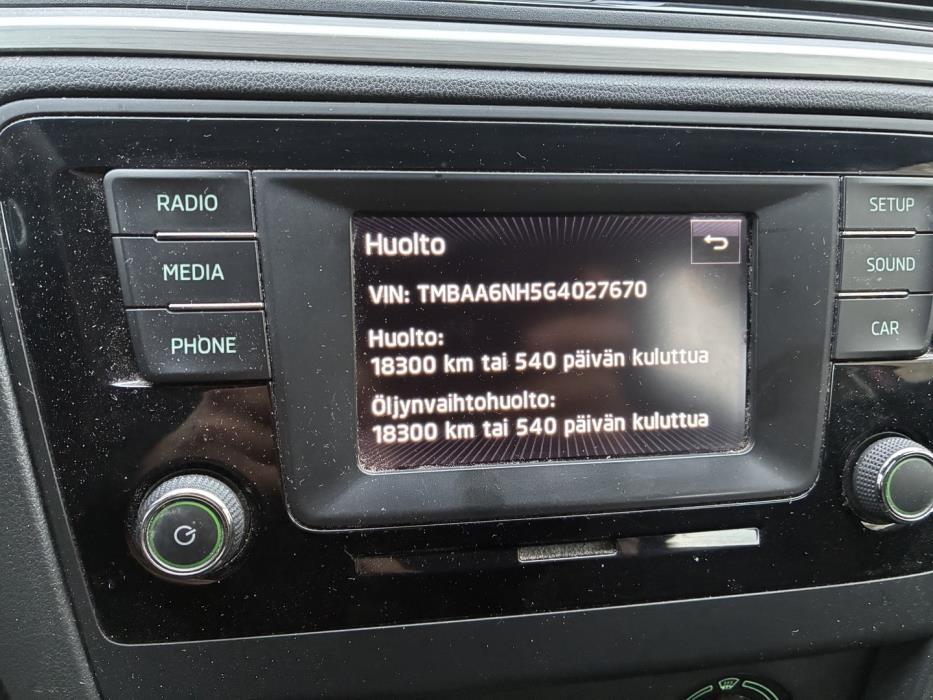 RADIO
MEDIA
PHONE
Huolto
VIN: TMBAA6NH5G4027670
Huolto:
18300 km tai 540 päivän kuluttua
Öljynvaihtohuolto:
18300 km tai 540 päivän kuluttua
SETUP
SOUND
CAR